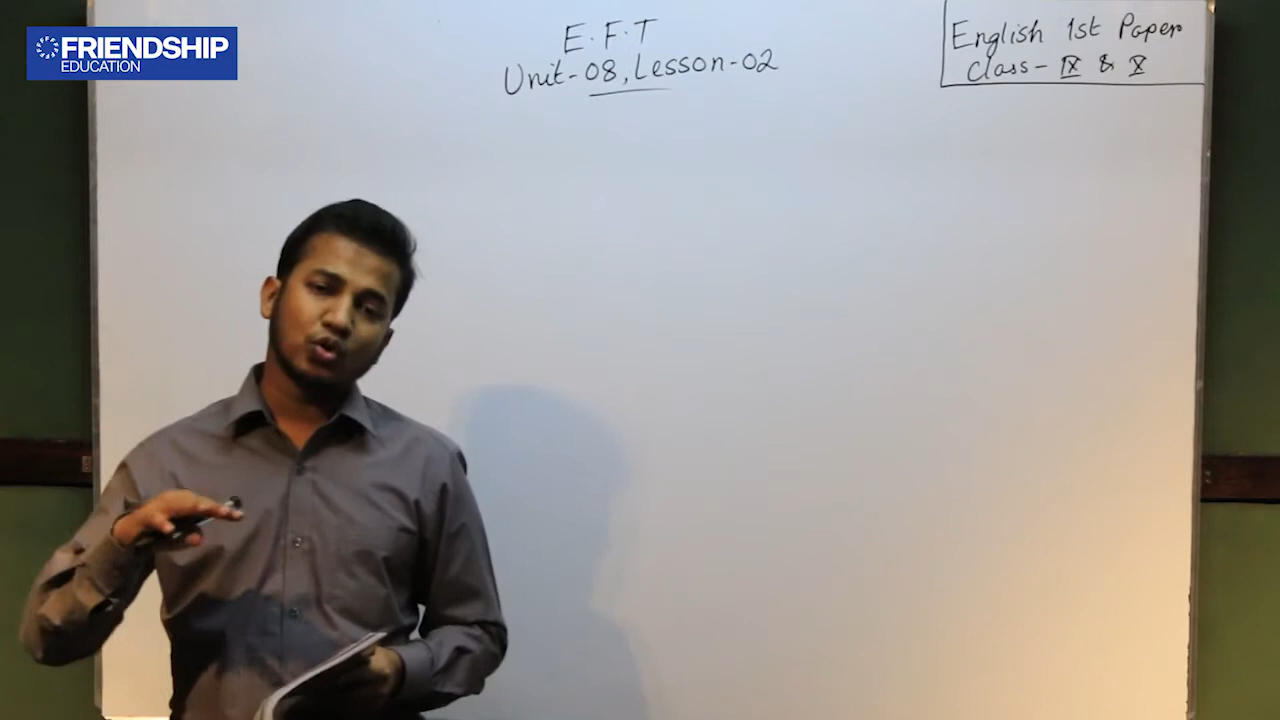 FRIENDSHIP
EDUCATION
E.F.T
Unit-08, Lesson-02
English 1st Paper
Class- IX & X